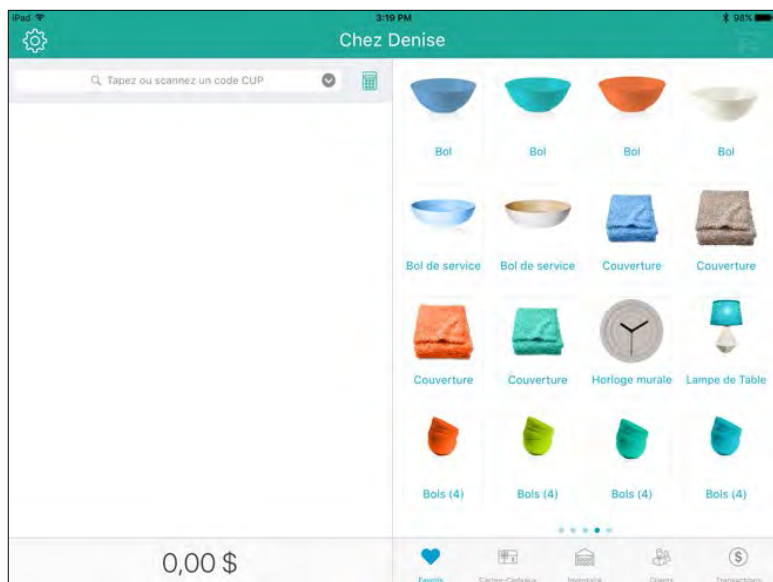 iPad 3:19 PM 98%
Chez Denise
Tapez ou scannez un code CUP
Bol Bol Bol Bol
Bol de service Bol de service Couverture Couverture
Couverture Couverture Horloge murale Lampe de Table
Bols (4) Bols (4) Bols (4) Bols (4)
0,00 $
Favoris Cartes-Cadeaux Inventaire Clients Transactions